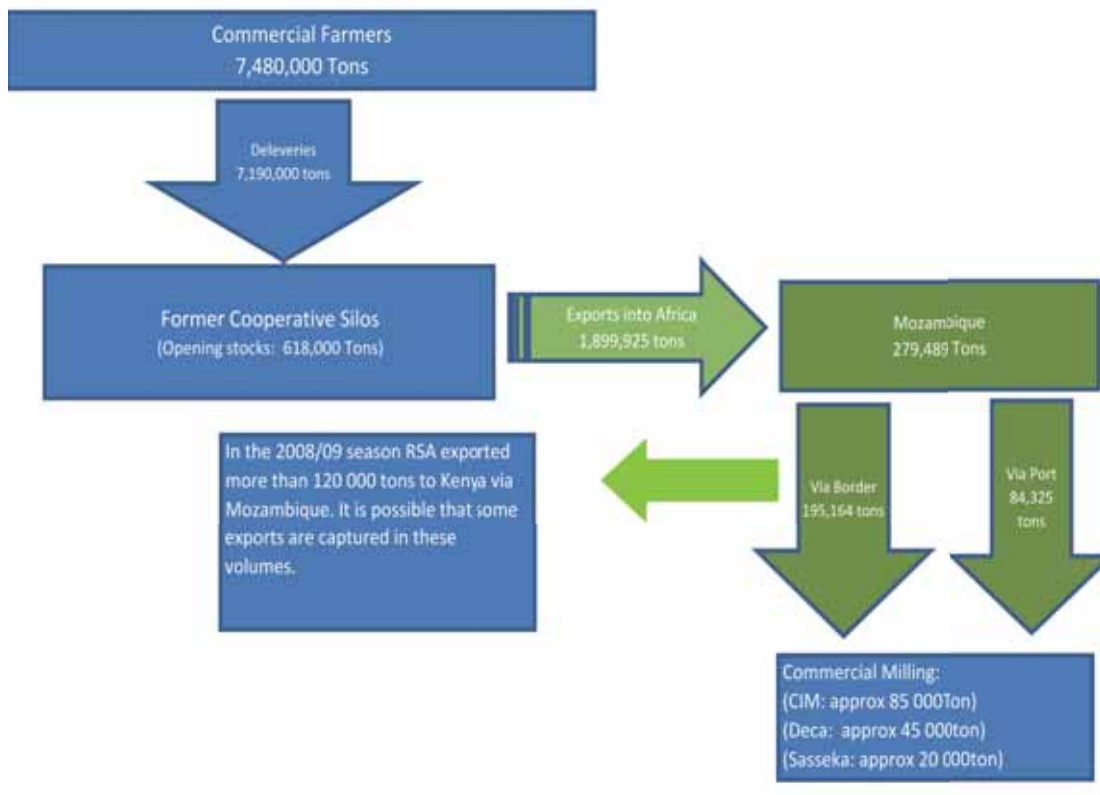 Commercial Farmers
7,480,000 Tons
Deleveries
7,190,000 tons
Former Cooperative Silos
(Opening stocks: 618,000 Tons)
Exports into Africa
1,899,925 tons
Mozambique
279,489 Tons
In the 2008/09 season RSA exported
more than 120 000 tons to Kenya via
Mozambique. It is possible that some
exports are captured in these
volumes.
Via Border
195,164 tons
Via Port
84,325
tons
Commercial Milling:
(CIM: approx 85 000Ton)
(Deca: approx 45 000ton)
(Sasseka: approx 20 000ton)